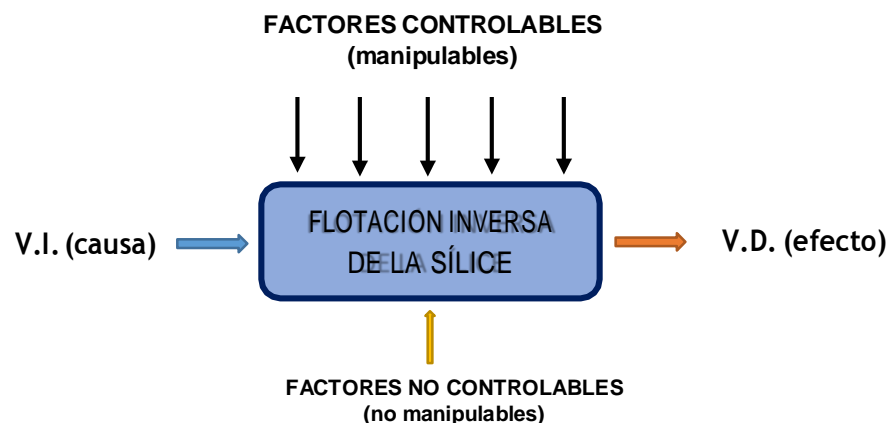 FACTORES CONTROLABLES
(manipulables)
V.I. (causa)
FLOTACIÓN INVERSA
DE LA SÍLICE
V.D. (efecto)
FACTORES NO CONTROLABLES
(no manipulables)